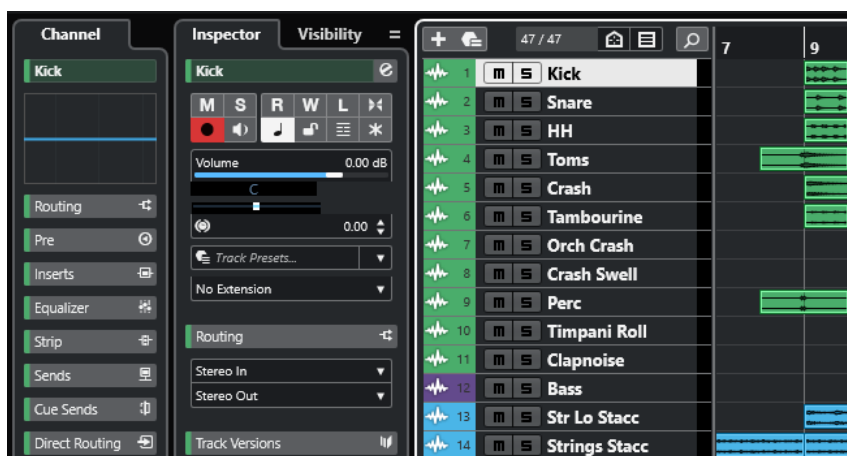 Channel
Kick
Routing
Pre
Inserts
Equalizer
Strip
Sends
Cue Sends
Direct Routing
Inspector Visibility
Kick
M S R W L
Volume 0.00 dB
C
0.00
Track Presets...
No Extension
Routing
Stereo In
Stereo Out
Track Versions
47 / 47
7 9
1 m S Kick
2 m S Snare
3 m S HH
4 m S Toms
5 m S Crash
6 m S Tambourine
7 m S Orch Crash
8 m S Crash Swell
9 m S Perc
10 m S Timpani Roll
11 m S Clapnoise
12 m S Bass
13 m S Str Lo Stacc
14 m S Strings Stacc